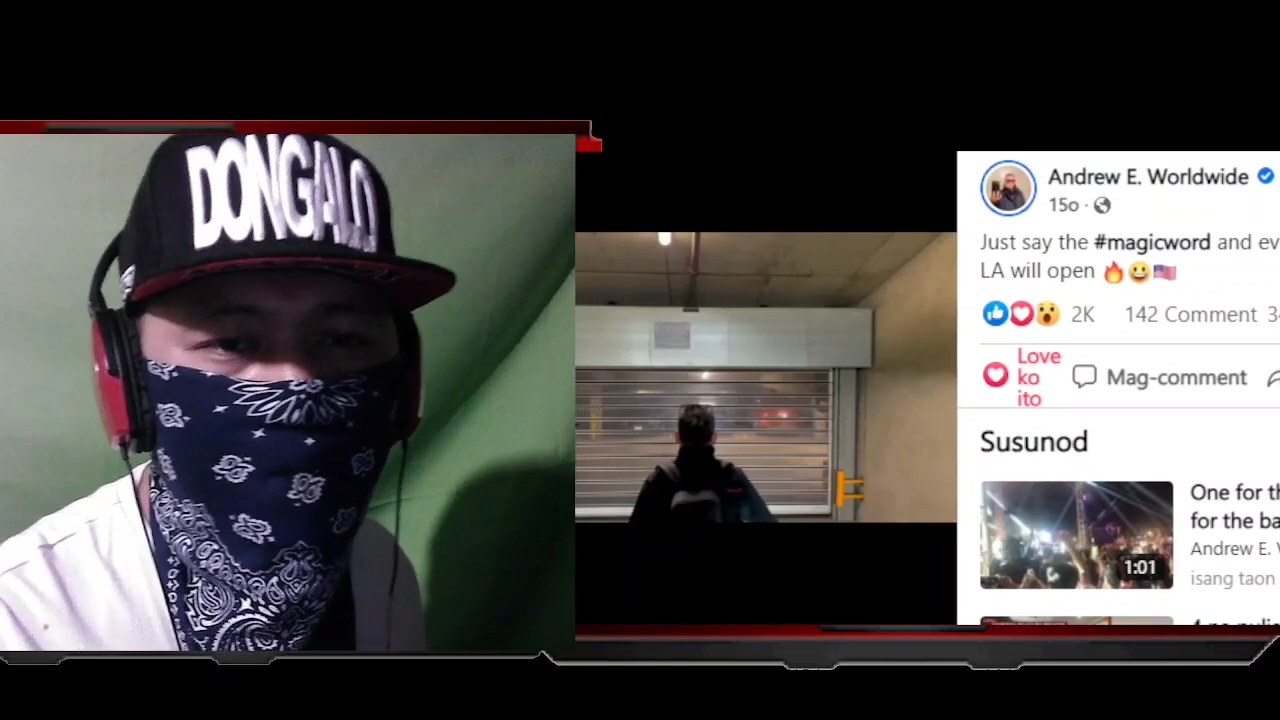 DONGALO
Andrew E. Worldwide
15o ·
Just say the #magicword and ev
LA will open 🔥😀🇺🇸
2K 142 Comment 3
Love
ko
ito
Mag-comment
Susunod
One for th
for the ba
Andrew E. W
isang taon
1:01